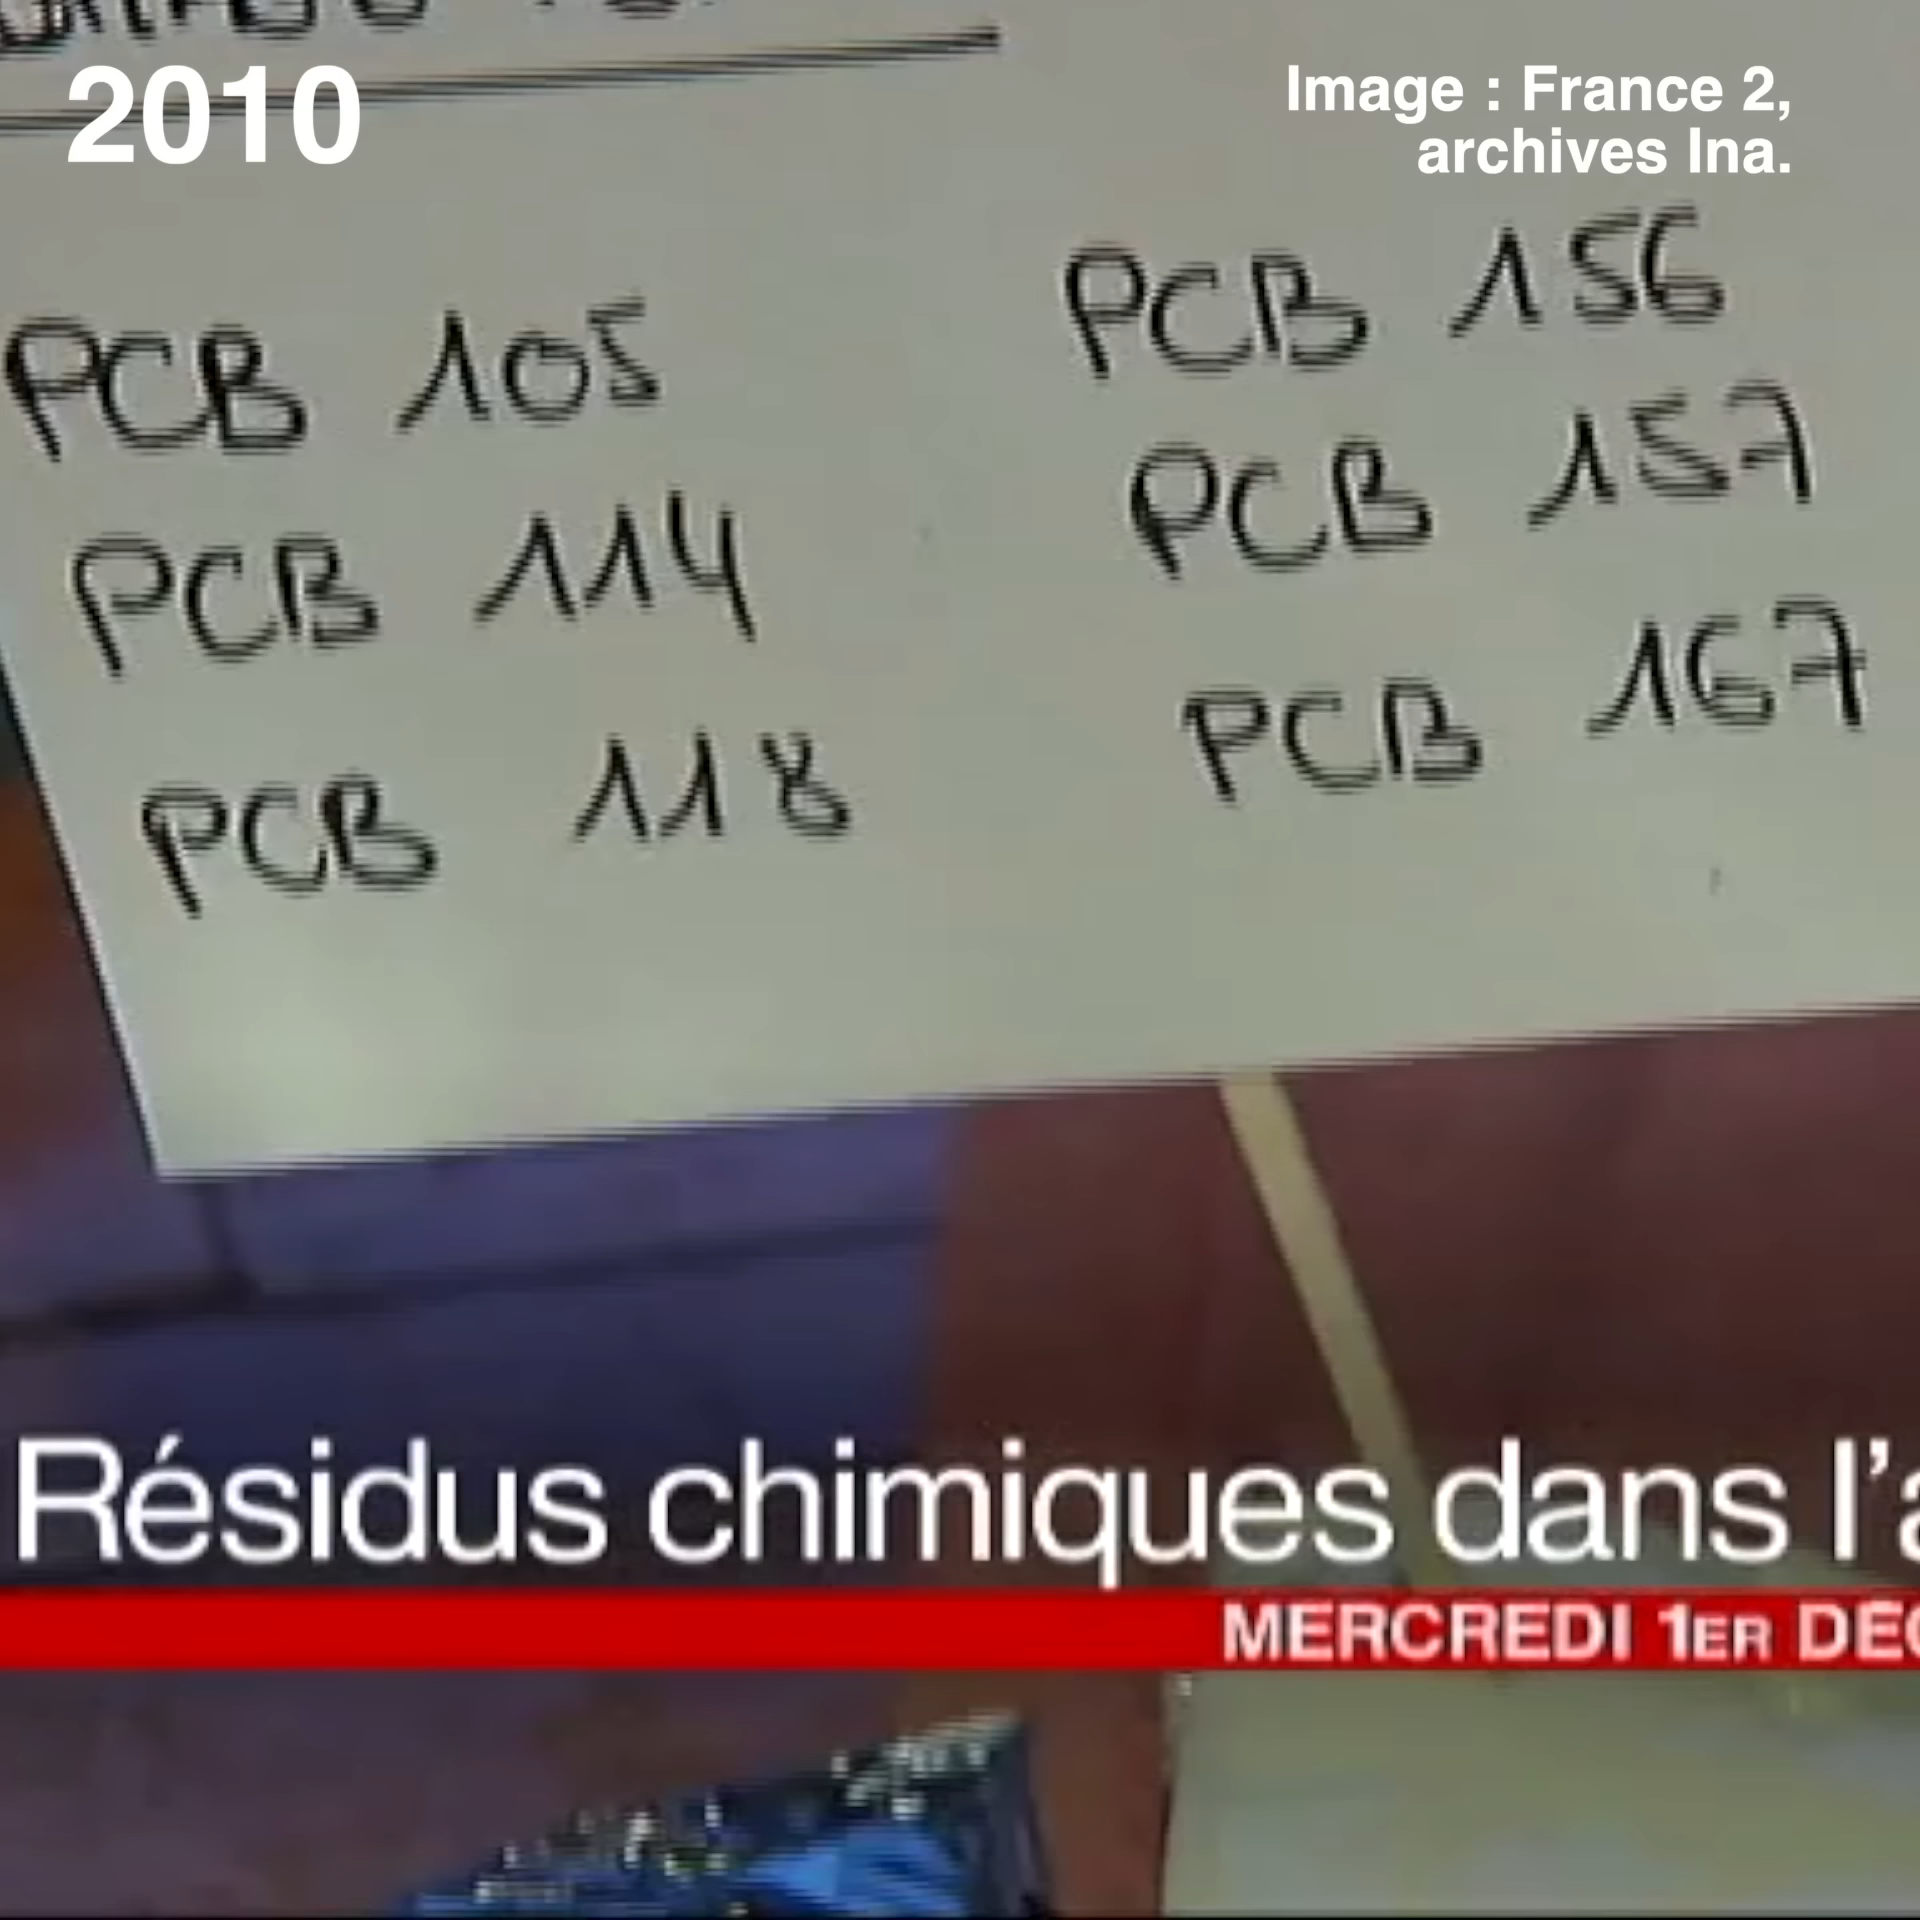 2010
Image : France 2,
archives Ina.
PCB 105
PCB 114
PCB 118
PCB 156
PCB 157
PCB 167
Résidus chimiques dans l'a
MERCREDI 1ER DÉC